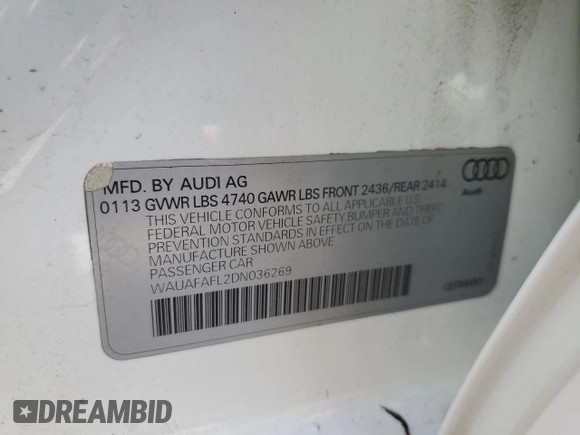 MFD. BY AUDI AG
0113 GVWR LBS 4740 GAWR LBS FRONT 2436/REAR 2414
THIS VEHICLE CONFORMS TO ALL APPLICABLE U.S
FEDERAL MOTOR VEHICLE SAFETY BUMPER AND THEFT
PREVENTION STANDARDS IN EFFECT ON THE DATE OF
MANUFACTURE SHOWN ABOVE
PASSENGER CAR
WAUAFAFL2DN036269
Audi
GERMANY
DREAMBID